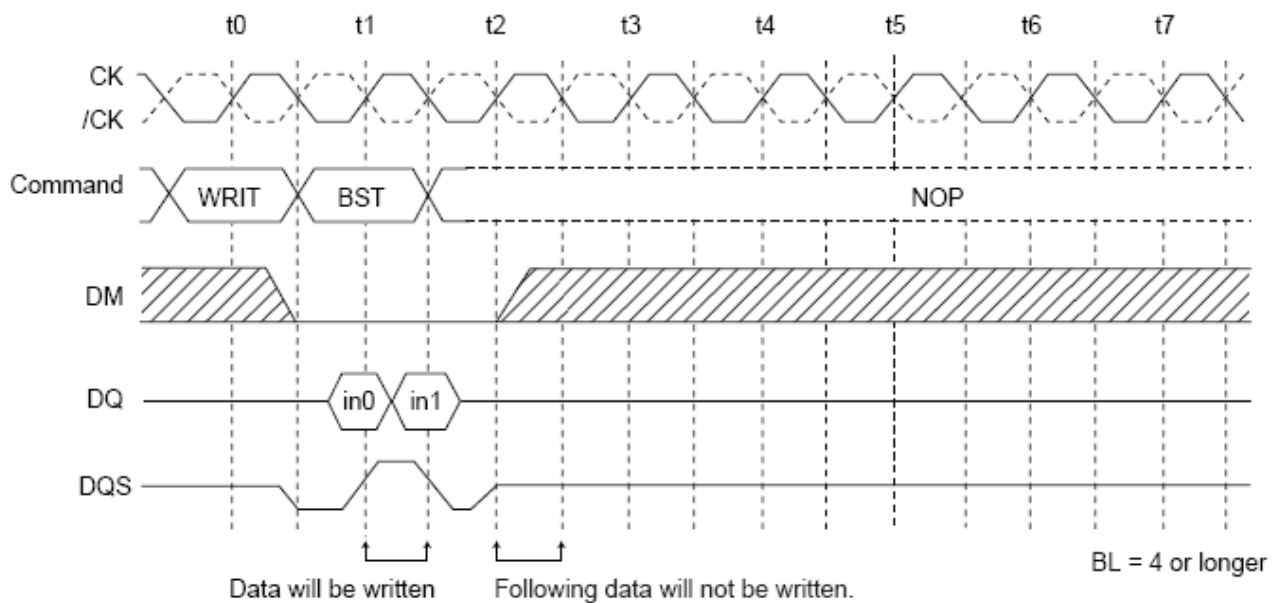 t0 t1 t2 t3 t4 t5 t6 t7
CK
/CK
Command WRIT BST NOP
DM
DQ in0 in1
DQS
BL = 4 or longer
Data will be written Following data will not be written.